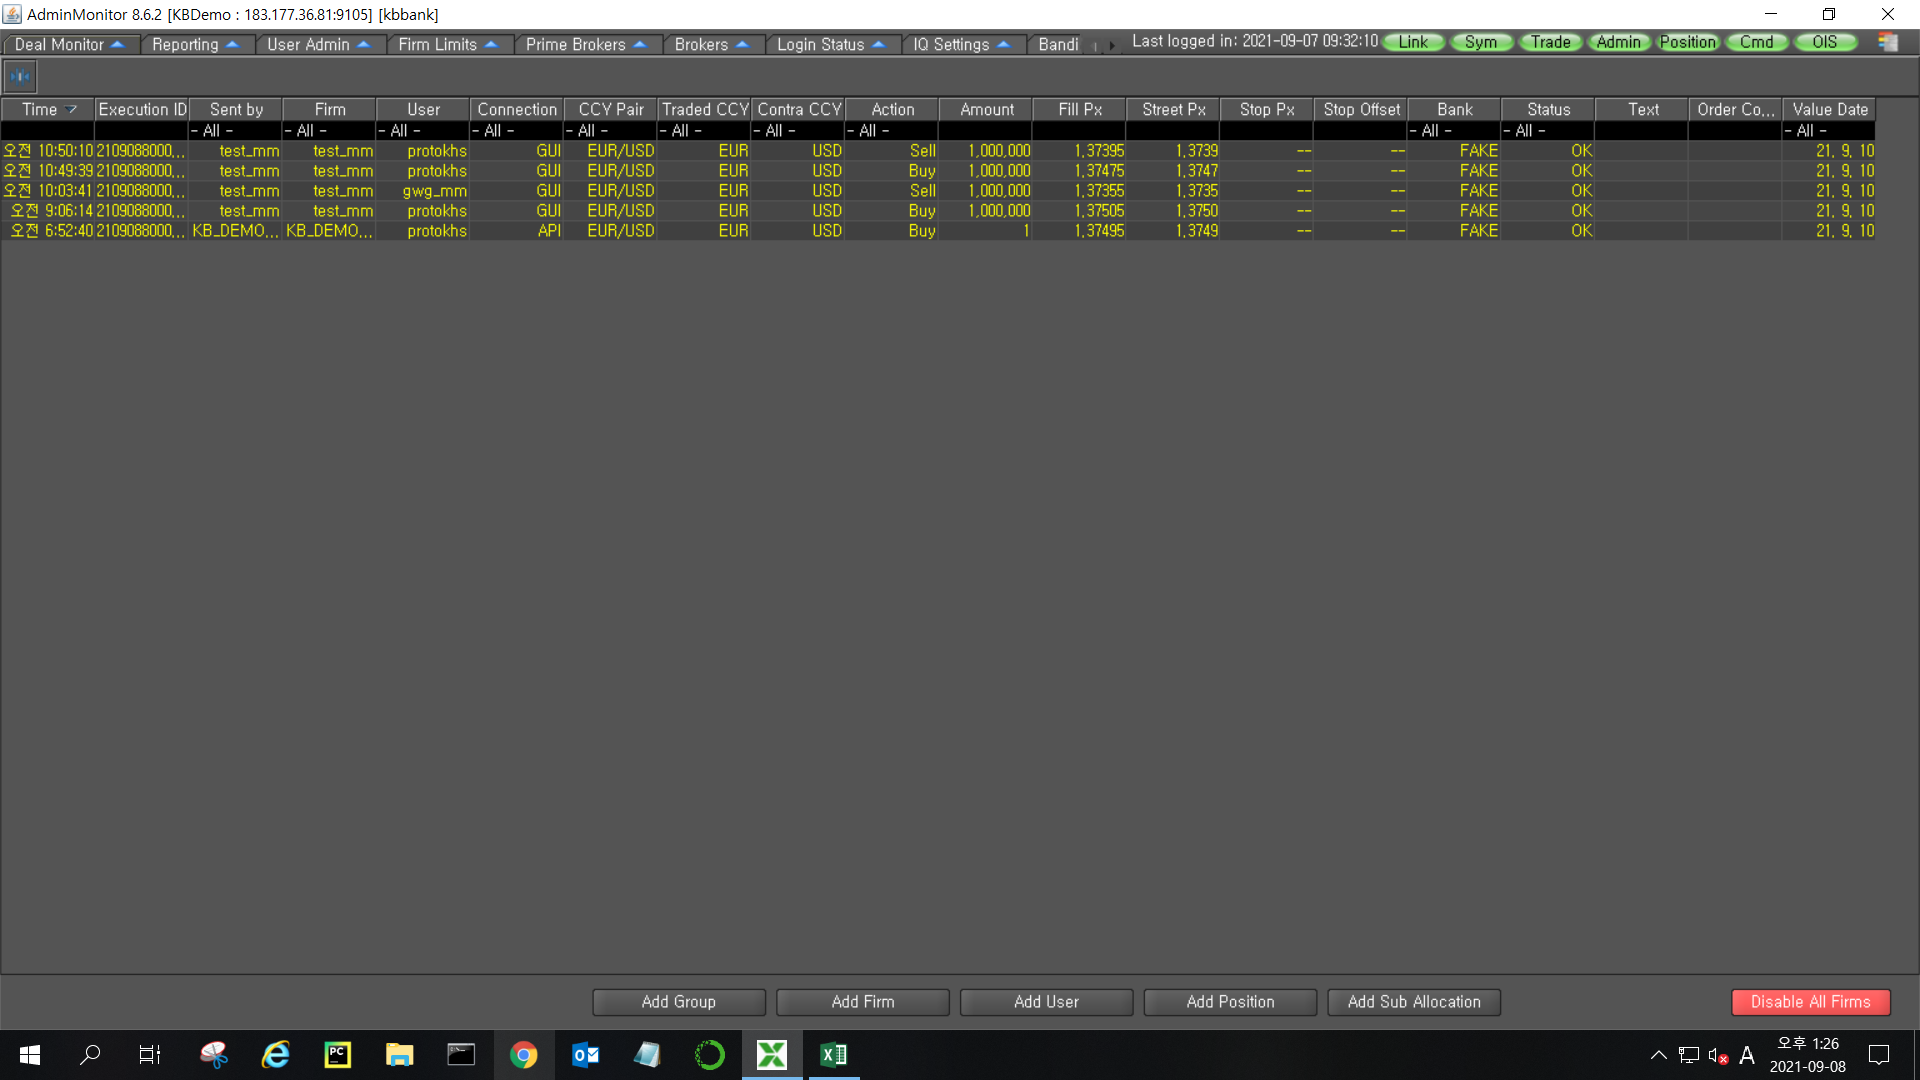 AdminMonitor 8.6.2 [KBDemo : 183.177.36.81:9105] [kbbank]
Deal Monitor Reporting User Admin Firm Limits Prime Brokers Brokers Login Status IQ Settings Bandi Last logged in: 2021-09-07 09:32:10 Link Sym Trade Admin Position Cmd OIS
Time Execution ID Sent by Firm User Connection CCY Pair Traded CCY Contra CCY Action Amount Fill Px Street Px Stop Px Stop Offset Bank Status Text Order Co... Value Date
- All - - All - - All - - All - - All - - All - - All - - All - - All - - All - - All -
오전 10:50:10 2109088000... test_mm test_mm protokhs GUI EUR/USD EUR USD Sell 1,000,000 1.37395 1.3739 -- -- FAKE OK 21. 9. 10
오전 10:49:39 2109088000... test_mm test_mm protokhs GUI EUR/USD EUR USD Buy 1,000,000 1.37475 1.3747 -- -- FAKE OK 21. 9. 10
오전 10:03:41 2109088000... test_mm test_mm gwg_mm GUI EUR/USD EUR USD Sell 1,000,000 1.37355 1.3735 -- -- FAKE OK 21. 9. 10
오전 9:06:14 2109088000... test_mm test_mm protokhs GUI EUR/USD EUR USD Buy 1,000,000 1.37505 1.3750 -- -- FAKE OK 21. 9. 10
오전 6:52:40 2109088000... KB_DEMO... KB_DEMO... protokhs API EUR/USD EUR USD Buy 1 1.37495 1.3749 -- -- FAKE OK 21. 9. 10
Add Group Add Firm Add User Add Position Add Sub Allocation Disable All Firms
PC
A
오후 1:26
2021-09-08